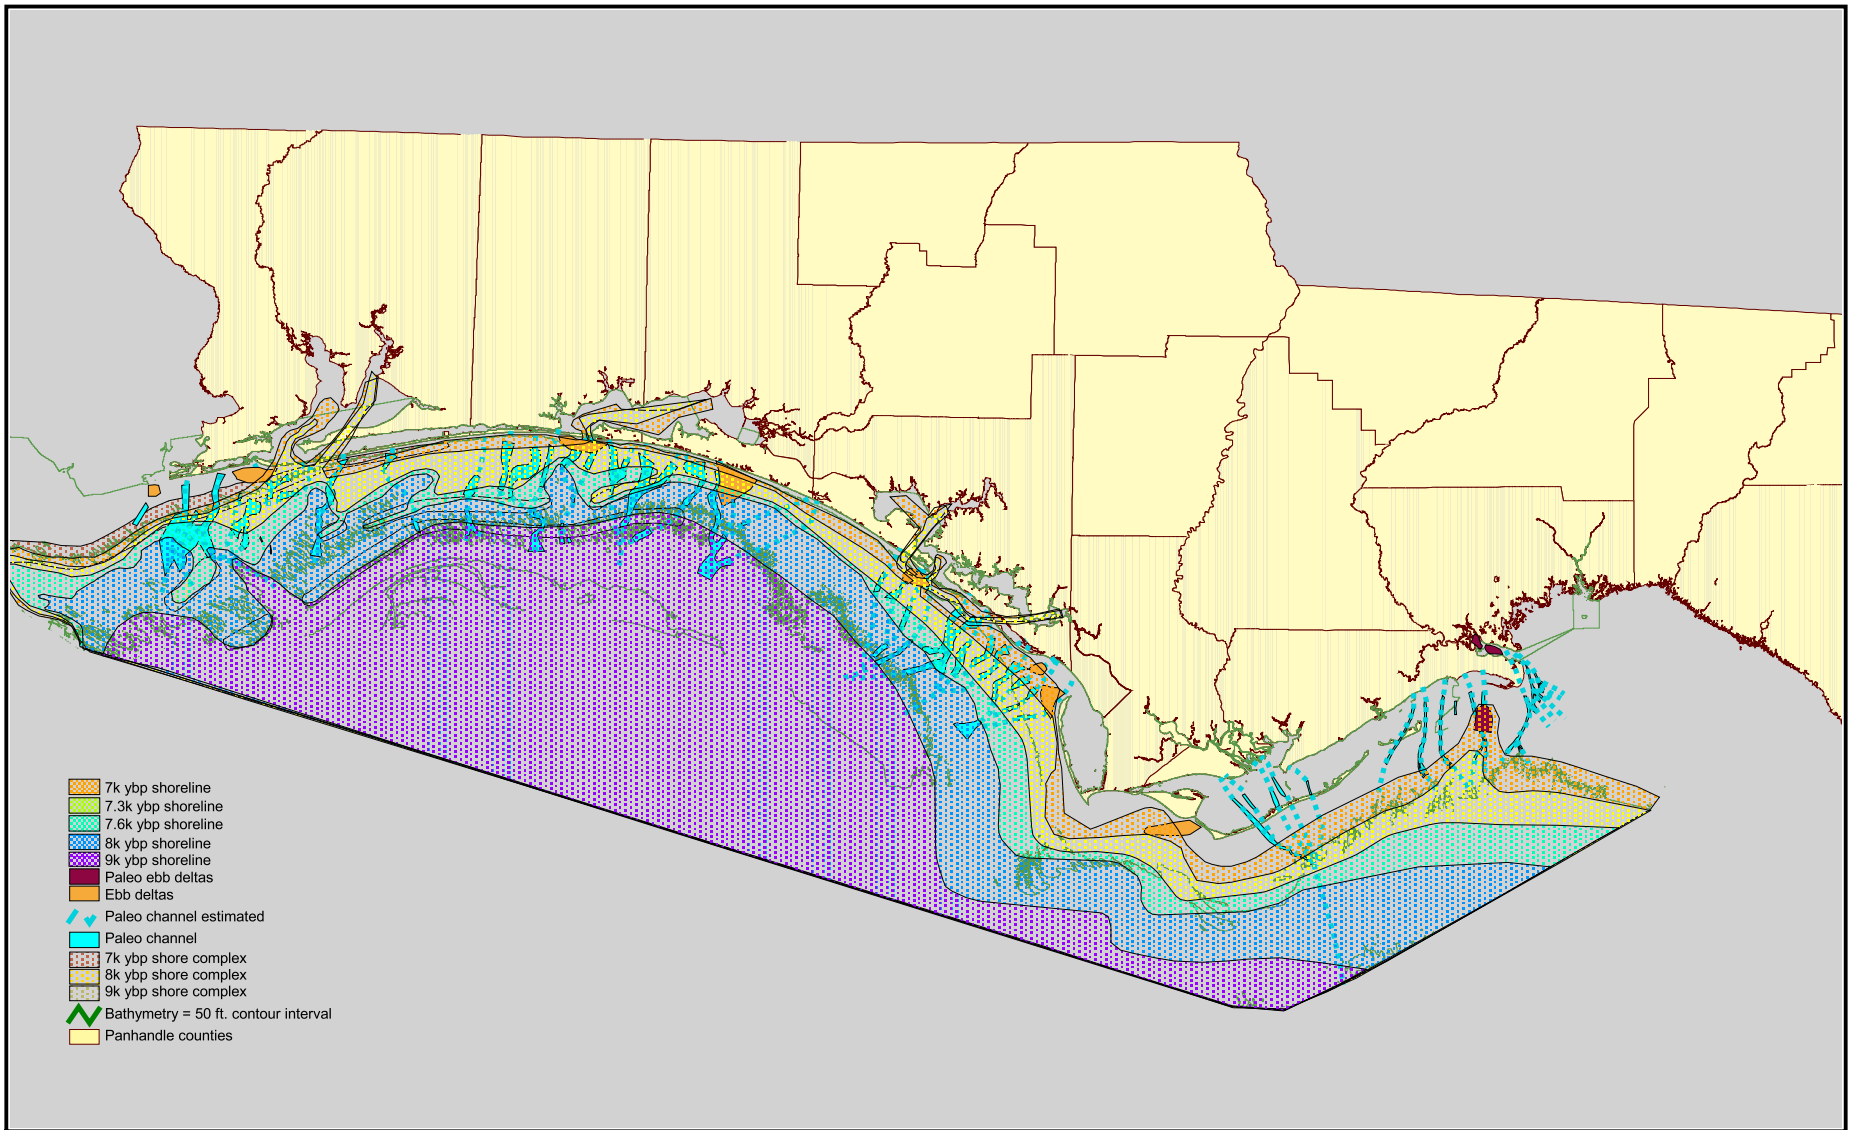 7k ybp shoreline
7.3k ybp shoreline
7.6k ybp shoreline
8k ybp shoreline
9k ybp shoreline
Paleo ebb deltas
Ebb deltas
Paleo channel estimated
Paleo channel
7k ybp shore complex
8k ybp shore complex
9k ybp shore complex
Bathymetry = 50 ft. contour interval
Panhandle counties